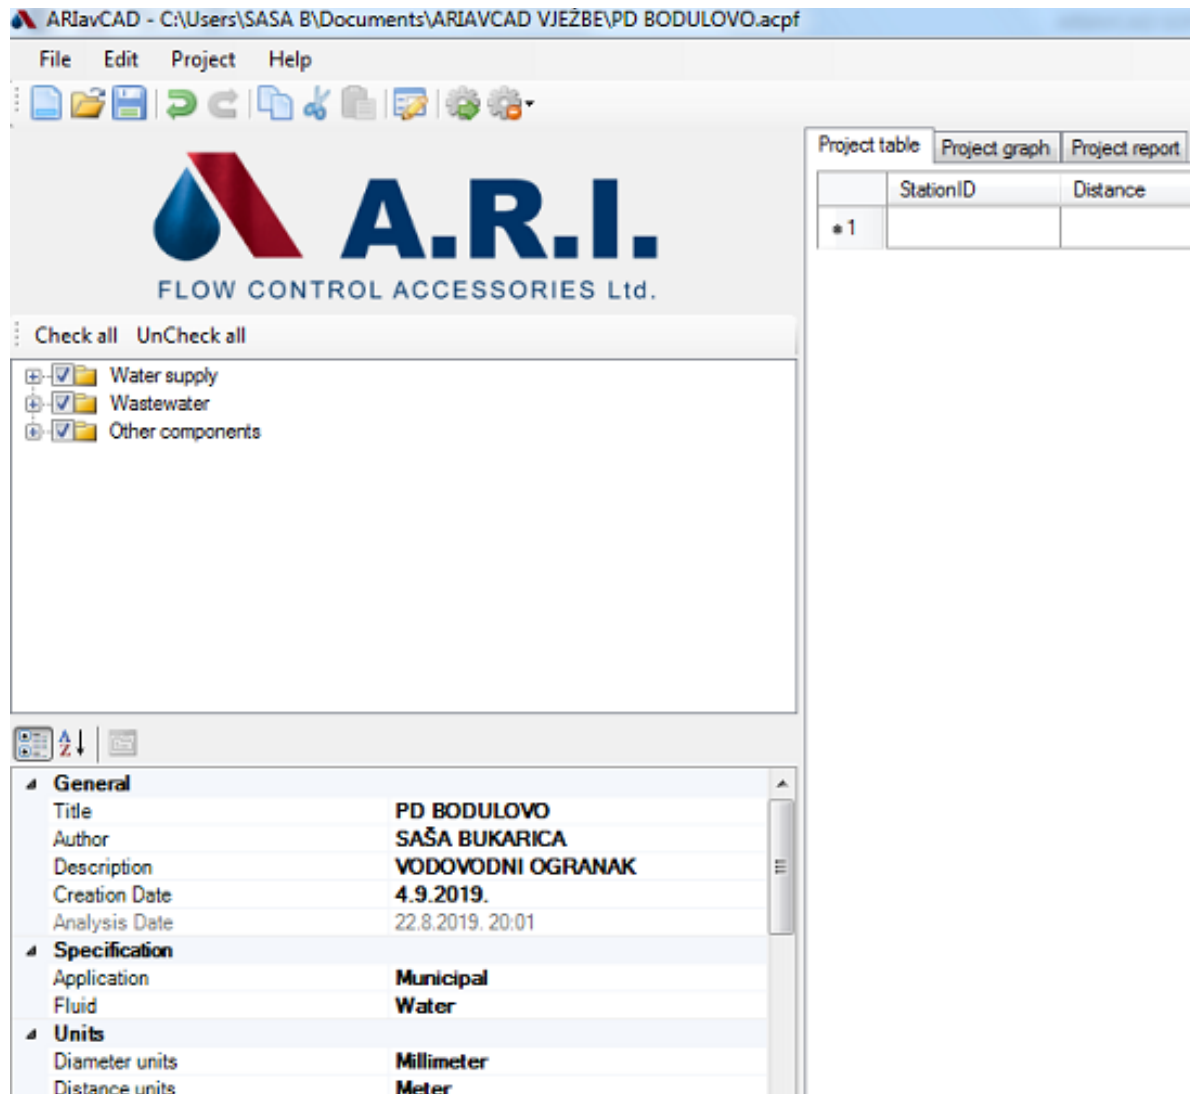 ARIavCAD - C:\Users\SASA B\Documents\ARIAVCAD VJEŽBE\PD BODULOVO.acpf
File Edit Project Help
A.R.I.
FLOW CONTROL ACCESSORIES Ltd.
Check all UnCheck all
Water supply
Wastewater
Other components
General
Title PD BODULOVO
Author SAŠA BUKARICA
Description VODOVODNI OGRANAK
Creation Date 4.9.2019.
Analysis Date 22.8.2019. 20:01
Specification
Application Municipal
Fluid Water
Units
Diameter units Millimeter
Distance units Meter
Project table Project graph Project report
StationID Distance
1